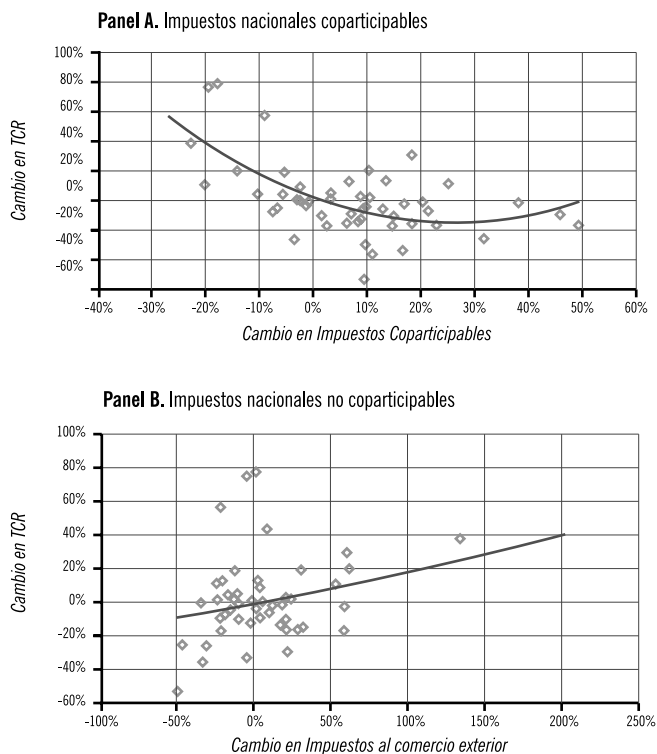 Panel A. Impuestos nacionales coparticipables
100%
80%
60%
40%
20%
0%
-20%
-40%
-60%
Cambio en TCR
-40% -30% -20% -10% 0% 10% 20% 30% 40% 50% 60%
Cambio en Impuestos Coparticipables
Panel B. Impuestos nacionales no coparticipables
100%
80%
60%
40%
20%
0%
-20%
-40%
-60%
Cambio en TCR
-100% -50% 0% 50% 100% 150% 200% 250%
Cambio en Impuestos al comercio exterior